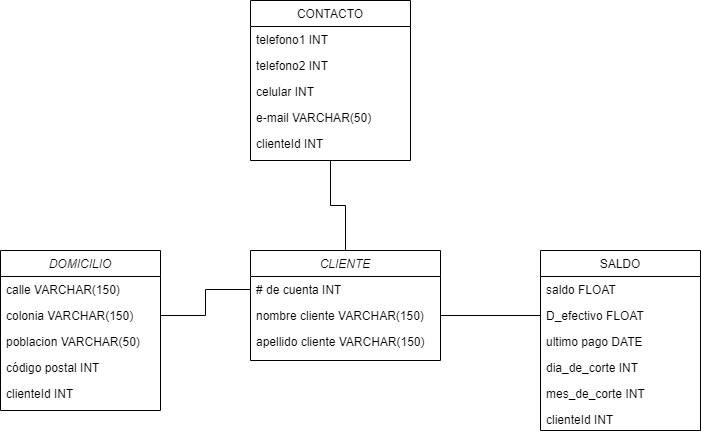 CONTACTO
telefono1 INT
telefono2 INT
celular INT
e-mail VARCHAR(50)
clienteId INT
DOMICILIO
calle VARCHAR(150)
colonia VARCHAR(150)
poblacion VARCHAR(50)
código postal INT
clienteId INT
CLIENTE
# de cuenta INT
nombre cliente VARCHAR(150)
apellido cliente VARCHAR(150)
SALDO
saldo FLOAT
D_efectivo FLOAT
ultimo pago DATE
dia_de_corte INT
mes_de_corte INT
clienteId INT